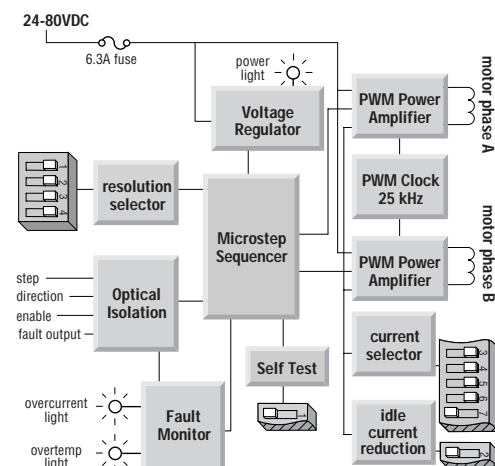 24-80VDC
6.3A fuse
power
light
Voltage
Regulator
PWM Power
Amplifier
motor phase A
1
2
3
4
resolution
selector
PWM Clock
25 kHz
Microstep
Sequencer
motor phase B
PWM Power
Amplifier
step
direction
enable
fault output
Optical
Isolation
current
selector
3
4
5
6
7
Self Test
1
overcurrent
light
Fault
Monitor
idle
current
reduction
2
overtemp
light